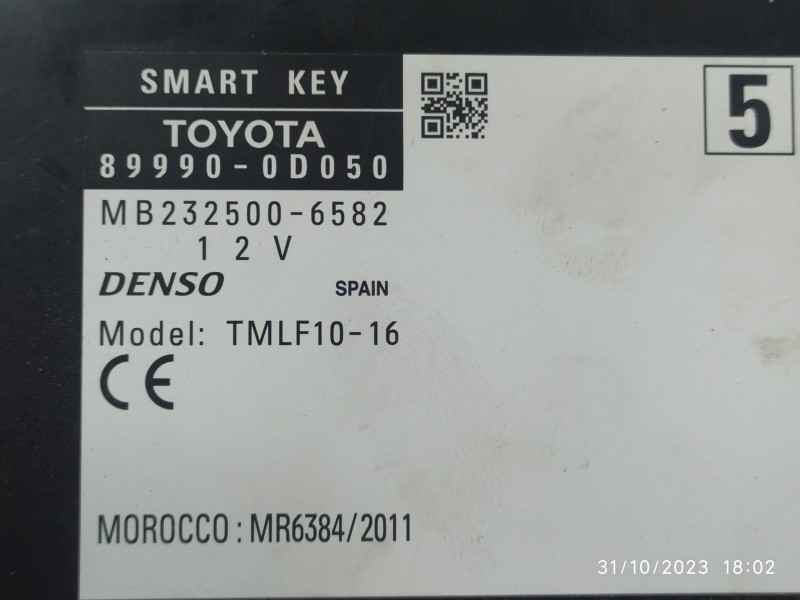 SMART KEY
TOYOTA
89990-0D050
5
MB232500-6582
12V
DENSO SPAIN
Model: TMLF10-16
CE
MOROCCO: MR6384/2011
31/10/2023 18:02